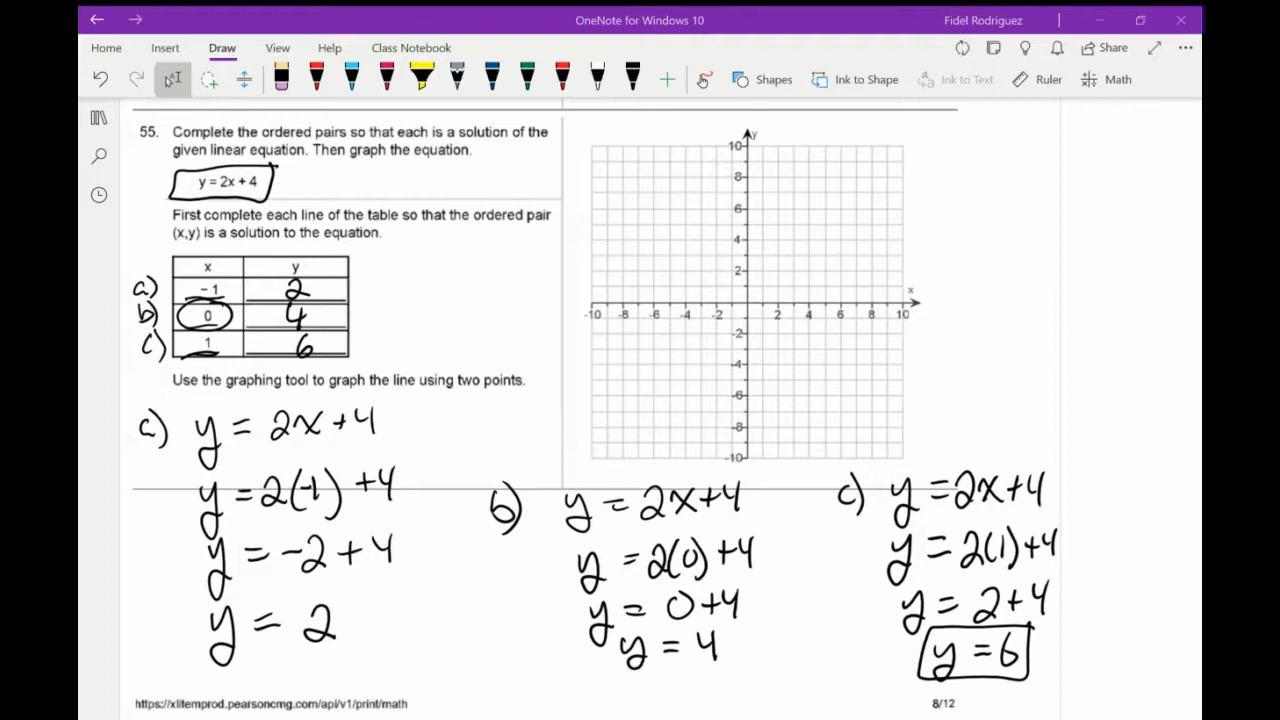 OneNote for Windows 10
Fidel Rodriguez
Home Insert Draw View Help Class Notebook
Share
Shapes Ink to Shape Ink to Text Ruler Math
55. Complete the ordered pairs so that each is a solution of the
given linear equation. Then graph the equation.
y = 2x + 4
First complete each line of the table so that the ordered pair
(x,y) is a solution to the equation.
x y
a) -1 2
b) 0 4
c) 1 6
Use the graphing tool to graph the line using two points.
y
10
8
6
4
2
x
-10 -8 -6 -4 -2 2 4 6 8 10
-2
-4
-6
-8
-10
a) y = 2x + 4
y = 2(-1) + 4
y = -2 + 4
y = 2
b) y = 2x + 4
y = 2(0) + 4
y = 0 + 4
y = 4
c) y = 2x + 4
y = 2(1) + 4
y = 2 + 4
y = 6
https://xlitemprod.pearsoncmg.com/api/v1/print/math
8/12